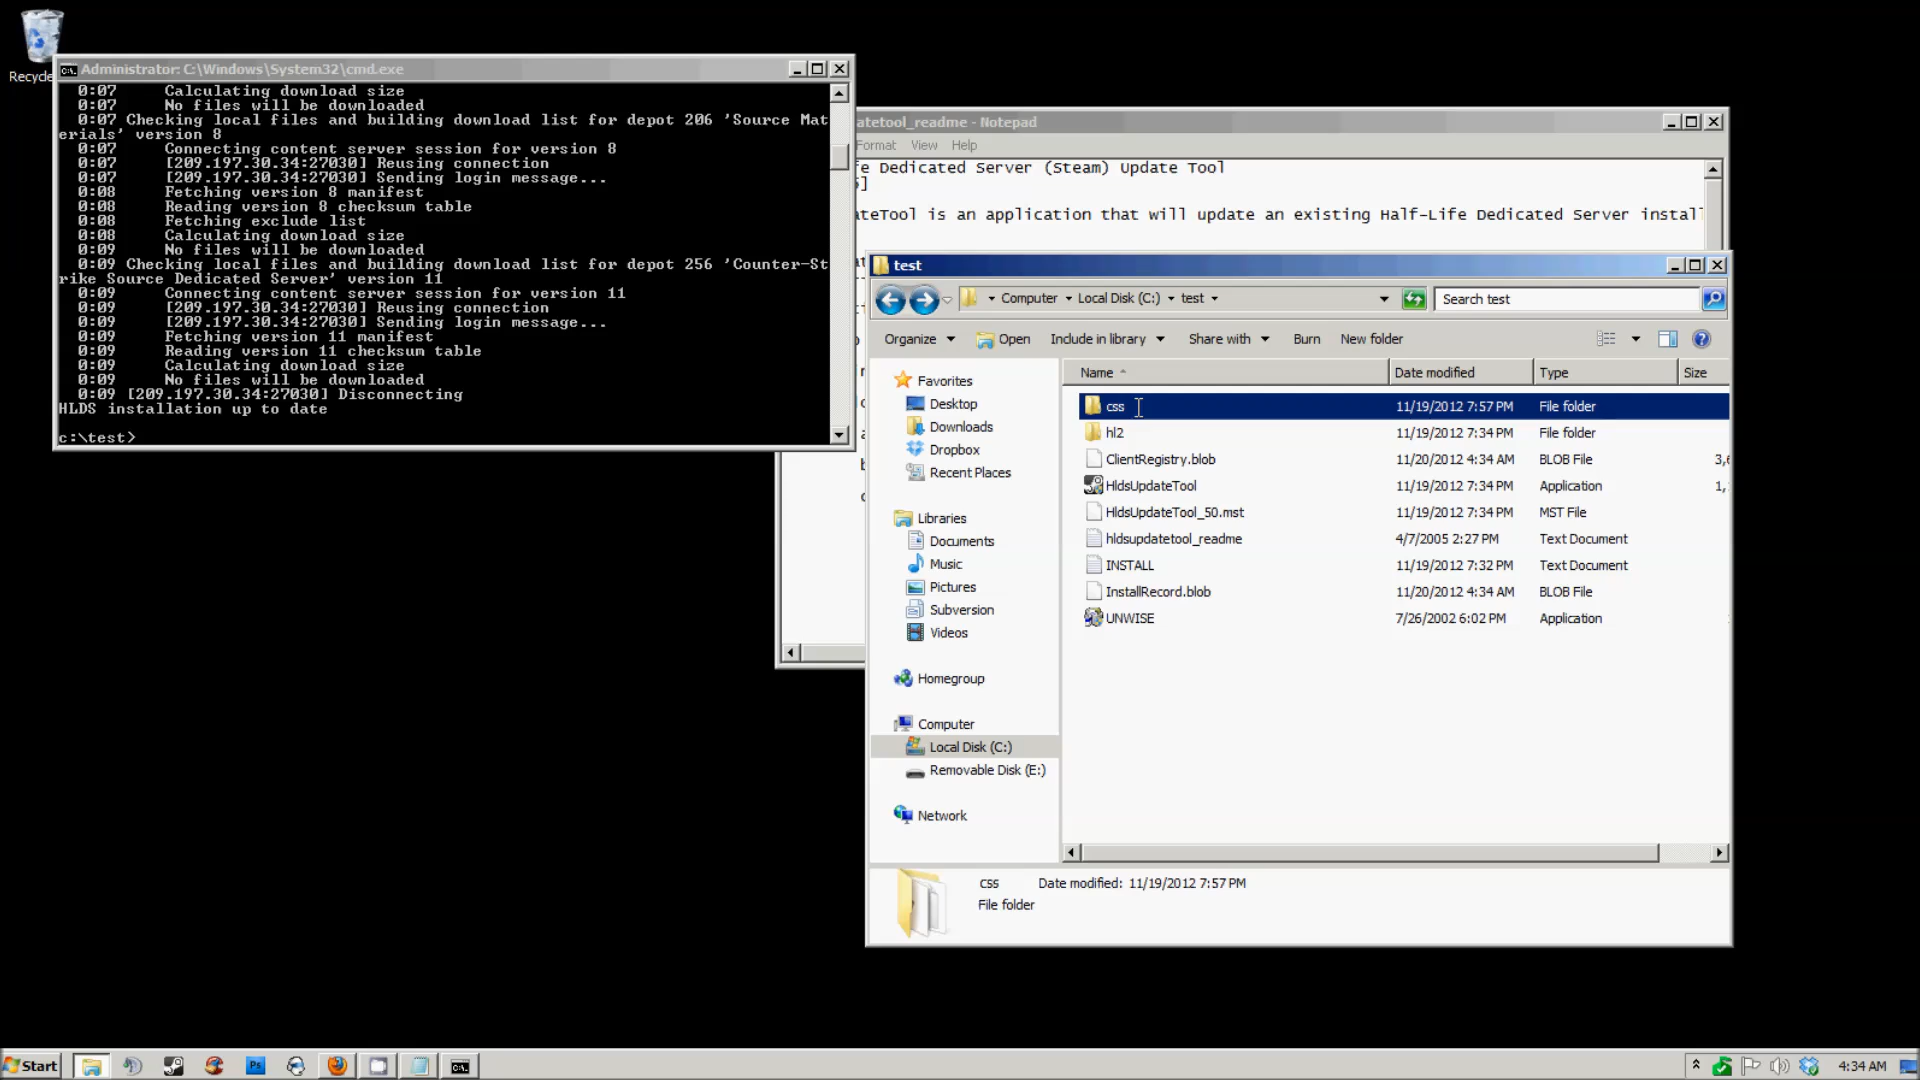 Recycle
Administrator: C:\Windows\System32\cmd.exe
0:07 Calculating download size
0:07 No files will be downloaded
0:07 Checking local files and building download list for depot 206 'Source Mat
erials' version 8
0:07 Connecting content server session for version 8
0:07 [209.197.30.34:27030] Reusing connection
0:07 [209.197.30.34:27030] Sending login message...
0:08 Fetching version 8 manifest
0:08 Reading version 8 checksum table
0:08 Fetching exclude list
0:08 Calculating download size
0:09 No files will be downloaded
0:09 Checking local files and building download list for depot 256 'Counter-St
rike Source Dedicated Server' version 11
0:09 Connecting content server session for version 11
0:09 [209.197.30.34:27030] Reusing connection
0:09 [209.197.30.34:27030] Sending login message...
0:09 Fetching version 11 manifest
0:09 Reading version 11 checksum table
0:09 Calculating download size
0:09 No files will be downloaded
0:09 [209.197.30.34:27030] Disconnecting
HLDS installation up to date
c:\test>
atetool_readme - Notepad
Format View Help
fe Dedicated Server (Steam) Update Tool
ateTool is an application that will update an existing Half-Life Dedicated Server install
test
Computer Local Disk (C:) test
Search test
Organize Open Include in library Share with Burn New folder
Favorites
Desktop
Downloads
Dropbox
Recent Places
Libraries
Documents
Music
Pictures
Subversion
Videos
Homegroup
Computer
Local Disk (C:)
Removable Disk (E:)
Network
Name Date modified Type Size
css 11/19/2012 7:57 PM File folder
hl2 11/19/2012 7:34 PM File folder
ClientRegistry.blob 11/20/2012 4:34 AM BLOB File 3,6
HldsUpdateTool 11/19/2012 7:34 PM Application 1,
HldsUpdateTool_50.mst 11/19/2012 7:34 PM MST File
hldsupdatetool_readme 4/7/2005 2:27 PM Text Document
INSTALL 11/19/2012 7:32 PM Text Document
InstallRecord.blob 11/20/2012 4:34 AM BLOB File
UNWISE 7/26/2002 6:02 PM Application
css Date modified: 11/19/2012 7:57 PM
File folder
Start
Ps
4:34 AM